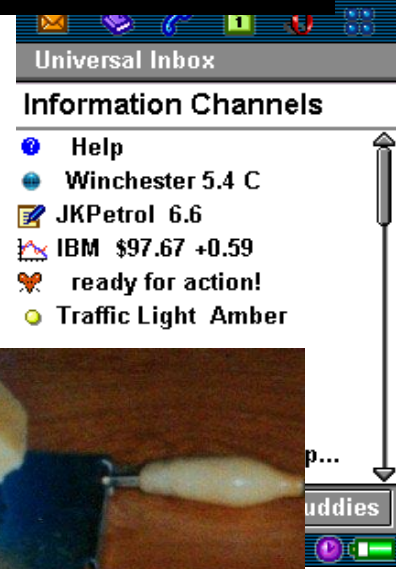 1
Universal Inbox
Information Channels
? Help
Winchester 5.4 C
JKPetrol 6.6
IBM $97.67 +0.59
ready for action!
Traffic Light Amber
p...
uddies